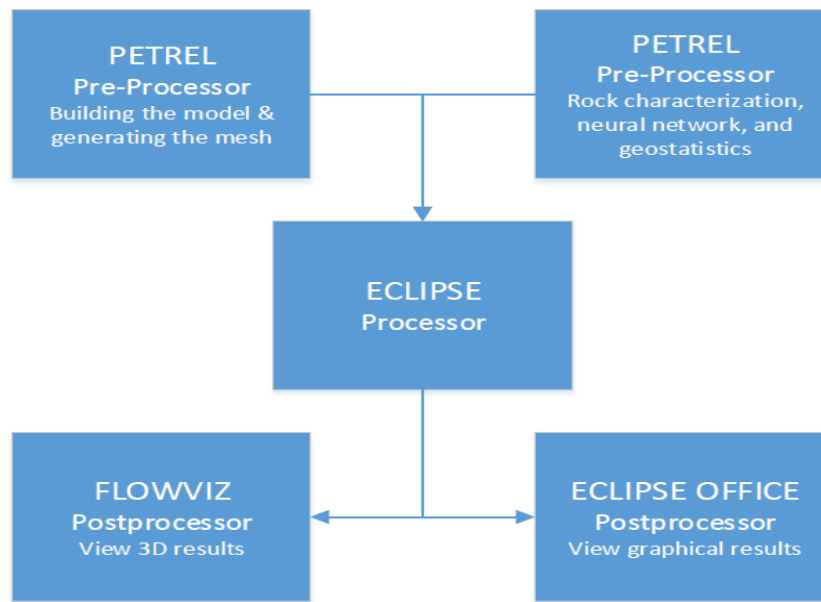 PETREL
Pre-Processor
Building the model &
generating the mesh
PETREL
Pre-Processor
Rock characterization,
neural network, and
geostatistics
ECLIPSE
Processor
FLOWVIZ
Postprocessor
View 3D results
ECLIPSE OFFICE
Postprocessor
View graphical results